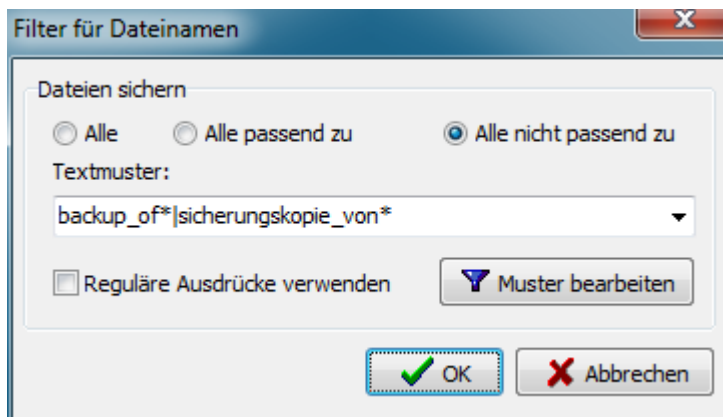 Filter für Dateinamen
Dateien sichern
Alle
Alle passend zu
Alle nicht passend zu
Textmuster:
backup_of*|sicherungskopie_von*
Reguläre Ausdrücke verwenden
Muster bearbeiten
OK
Abbrechen